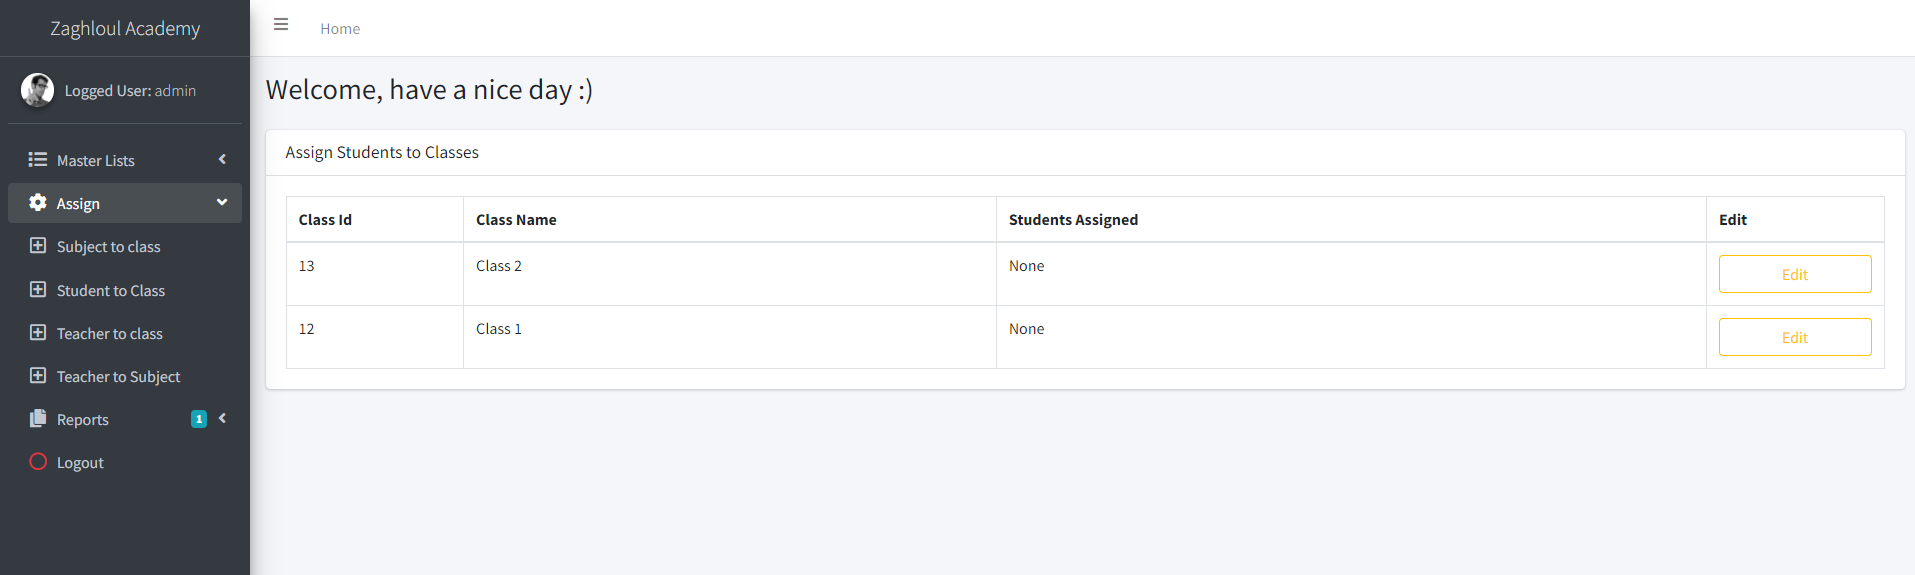 Zaghloul Academy
Home
Logged User: admin
Master Lists
Assign
Subject to class
Student to Class
Teacher to class
Teacher to Subject
Reports 1
Logout
Welcome, have a nice day :)
Assign Students to Classes
Class Id Class Name Students Assigned Edit
13 Class 2 None Edit
12 Class 1 None Edit